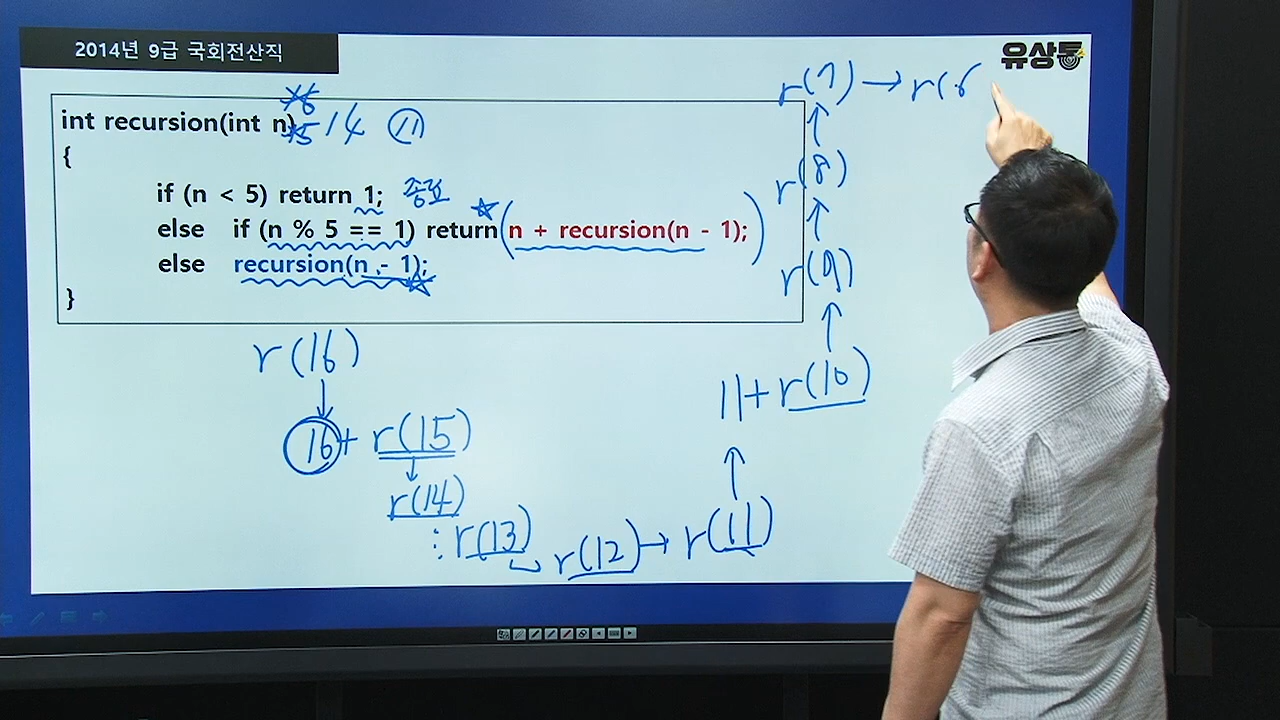 2014년 9급 국회전산직
유상통
int recursion(int n)
16
15 14 11
{
if (n < 5) return 1; 종료
else if (n % 5 == 1) return (n + recursion(n - 1);)
else recursion(n - 1);
}
r(7) → r(6
r(8)
r(9)
r(16)
11+r(10)
16+ r(15)
r(14)
r(13) r(12) → r(11)